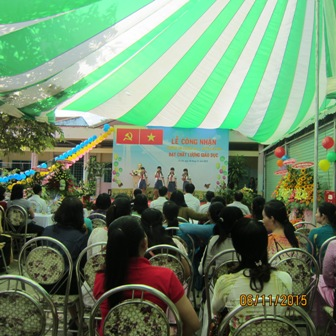 LỄ CÔNG NHẬN
ĐẠT CHẤT LƯỢNG GIÁO DỤC
06/11/2015